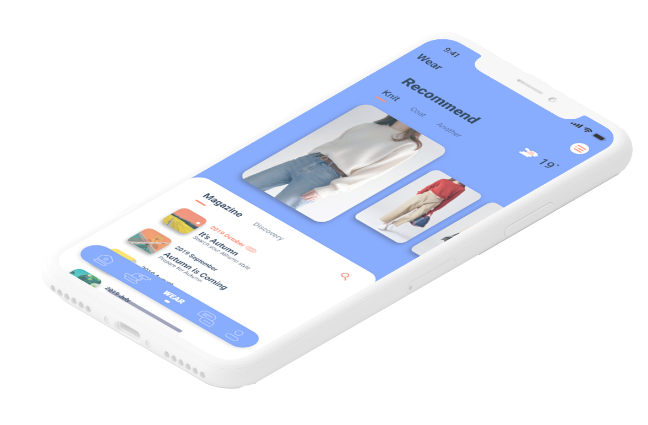 9:41
Wear
Recommend
Knit
Coat
Another
19°
Magazine
Discovery
2019 October
It's Autumn
Search Your Autumn style
2019 September
Autumn is Coming
Prepare for Autumn
WEAR